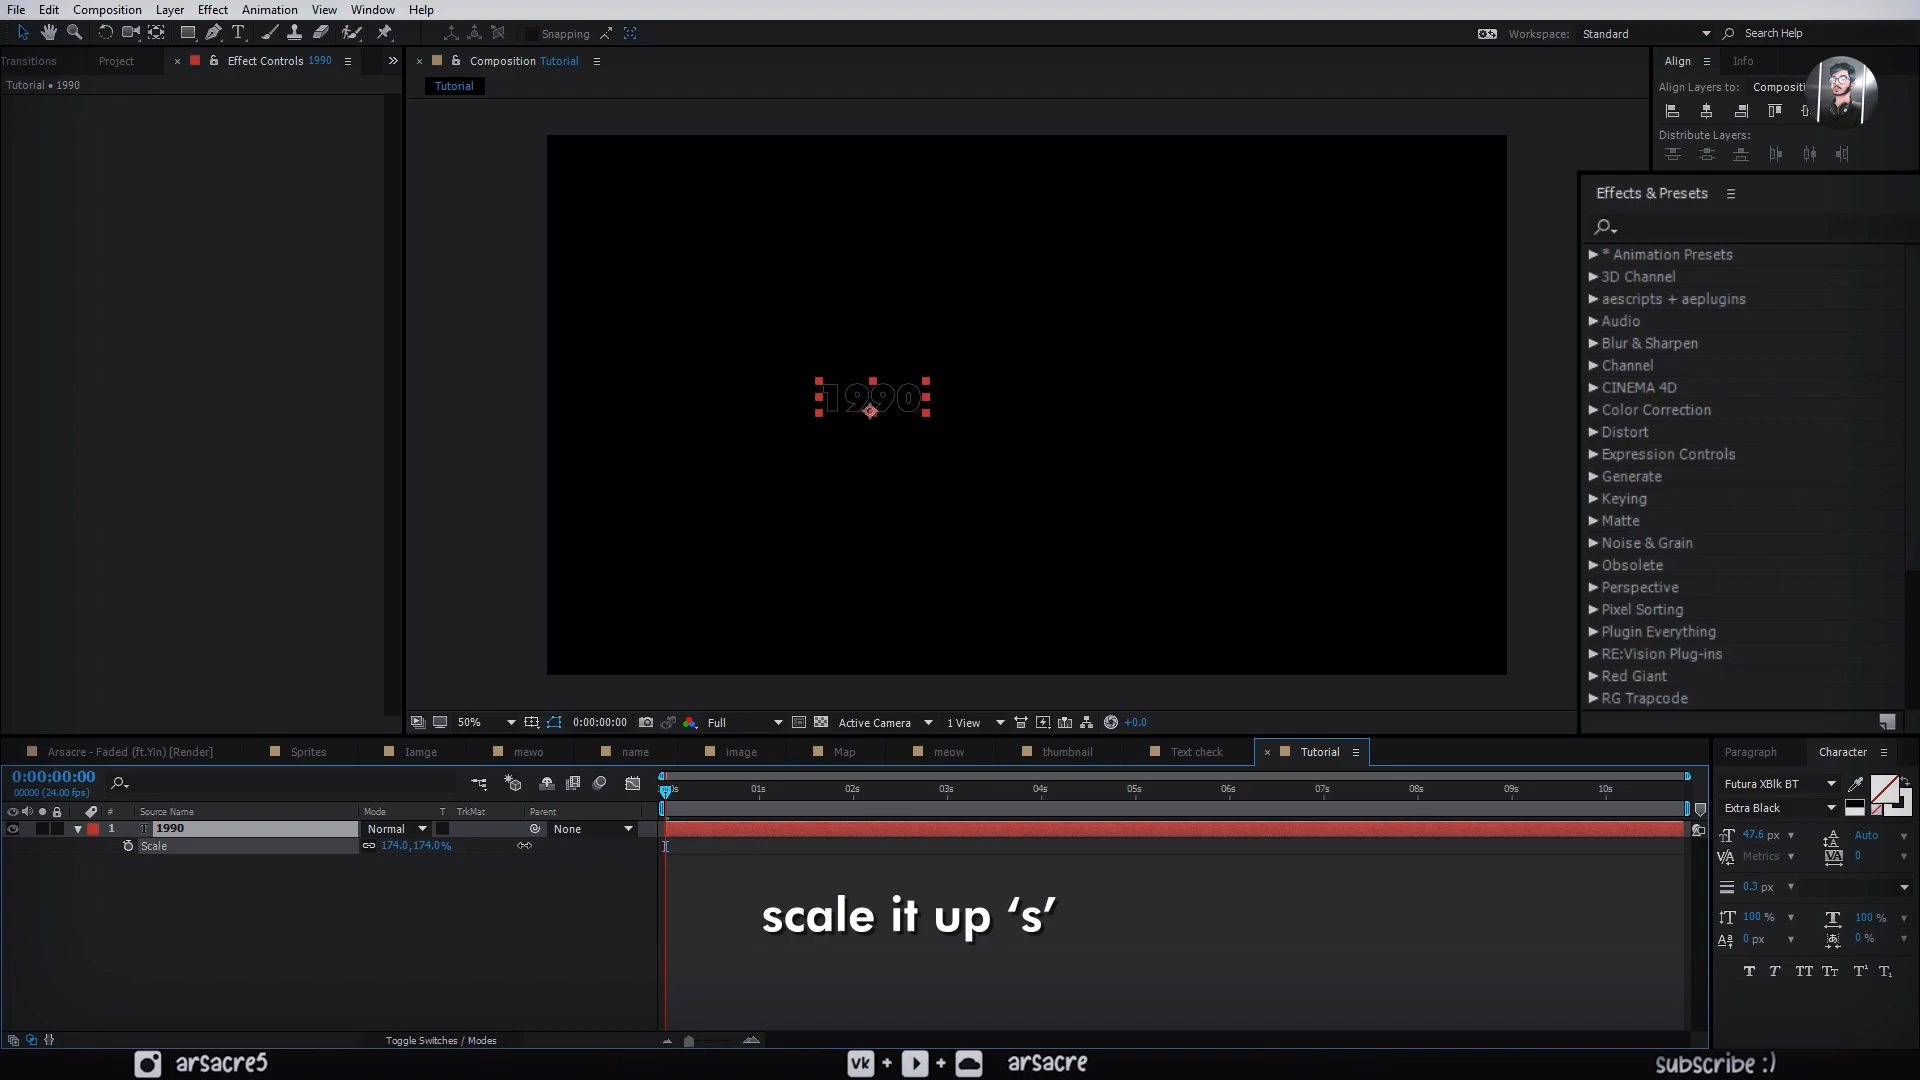 File Edit Composition Layer Effect Animation View Window Help
Snapping
Workspace: Standard
Search Help
Transitions
Project
× Effect Controls 1990
Composition Tutorial
Align
Info
Tutorial • 1990
Tutorial
Align Layers to: Compositi
Distribute Layers:
Effects & Presets
* Animation Presets
3D Channel
aescripts + aeplugins
Audio
Blur & Sharpen
Channel
CINEMA 4D
Color Correction
Distort
Expression Controls
Generate
Keying
Matte
Noise & Grain
Obsolete
Perspective
Pixel Sorting
Plugin Everything
RE:Vision Plug-ins
Red Giant
RG Trapcode
1990
50% 0:00:00:00 Full Active Camera 1 View +0.0
Arsacre - Faded (ft.Yin) [Render] Sprites Iamge mewo name image Map meow thumbnail Text check × Tutorial
Paragraph Character
0:00:00:00
00000 (24.00 fps)
01s 02s 03s 04s 05s 06s 07s 08s 09s 10s
# Source Name Mode T TrkMat Parent
1 T 1990 Normal None
Scale 174.0,174.0%
Futura XBlk BT
Extra Black
47.6 px Auto
Metrics 0
0.3 px
100 % 100 %
0 px 0 %
T T TT Tt T¹ T₁
scale it up ‘s’
Toggle Switches / Modes
arsacre5
vk + + arsacre
subscribe :)